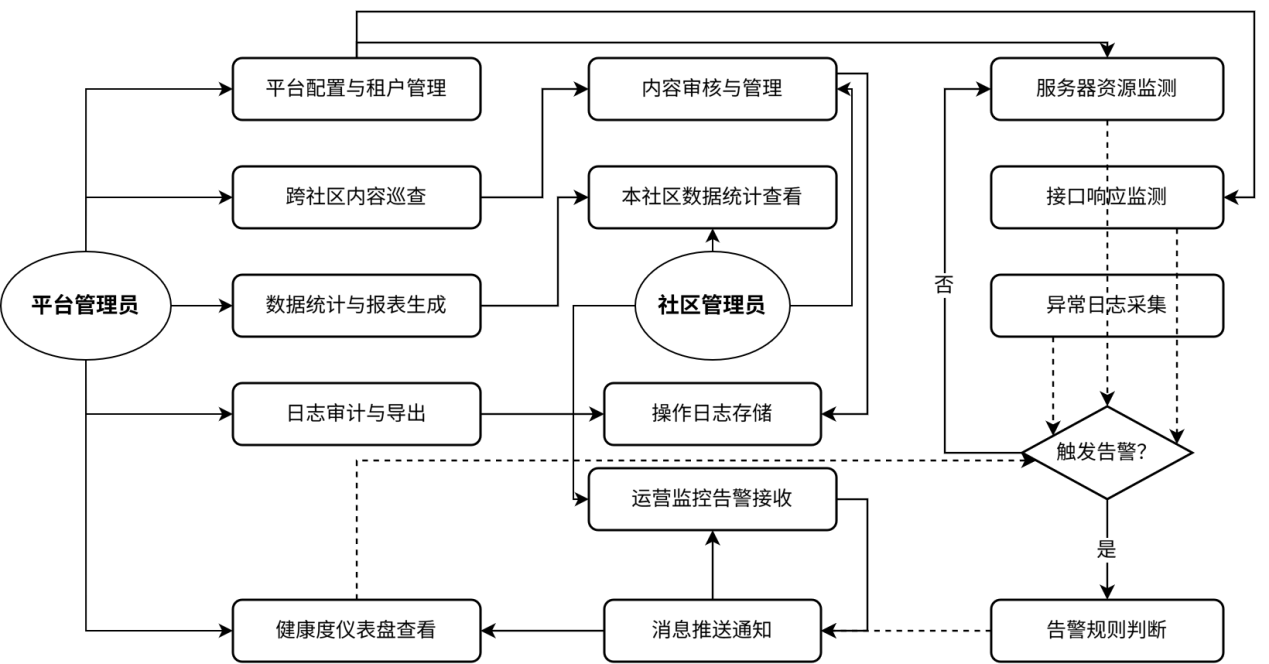 平台配置与租户管理
内容审核与管理
服务器资源监测
跨社区内容巡查
本社区数据统计查看
接口响应监测
平台管理员
数据统计与报表生成
社区管理员
否
异常日志采集
日志审计与导出
操作日志存储
触发告警？
运营监控告警接收
是
健康度仪表盘查看
消息推送通知
告警规则判断